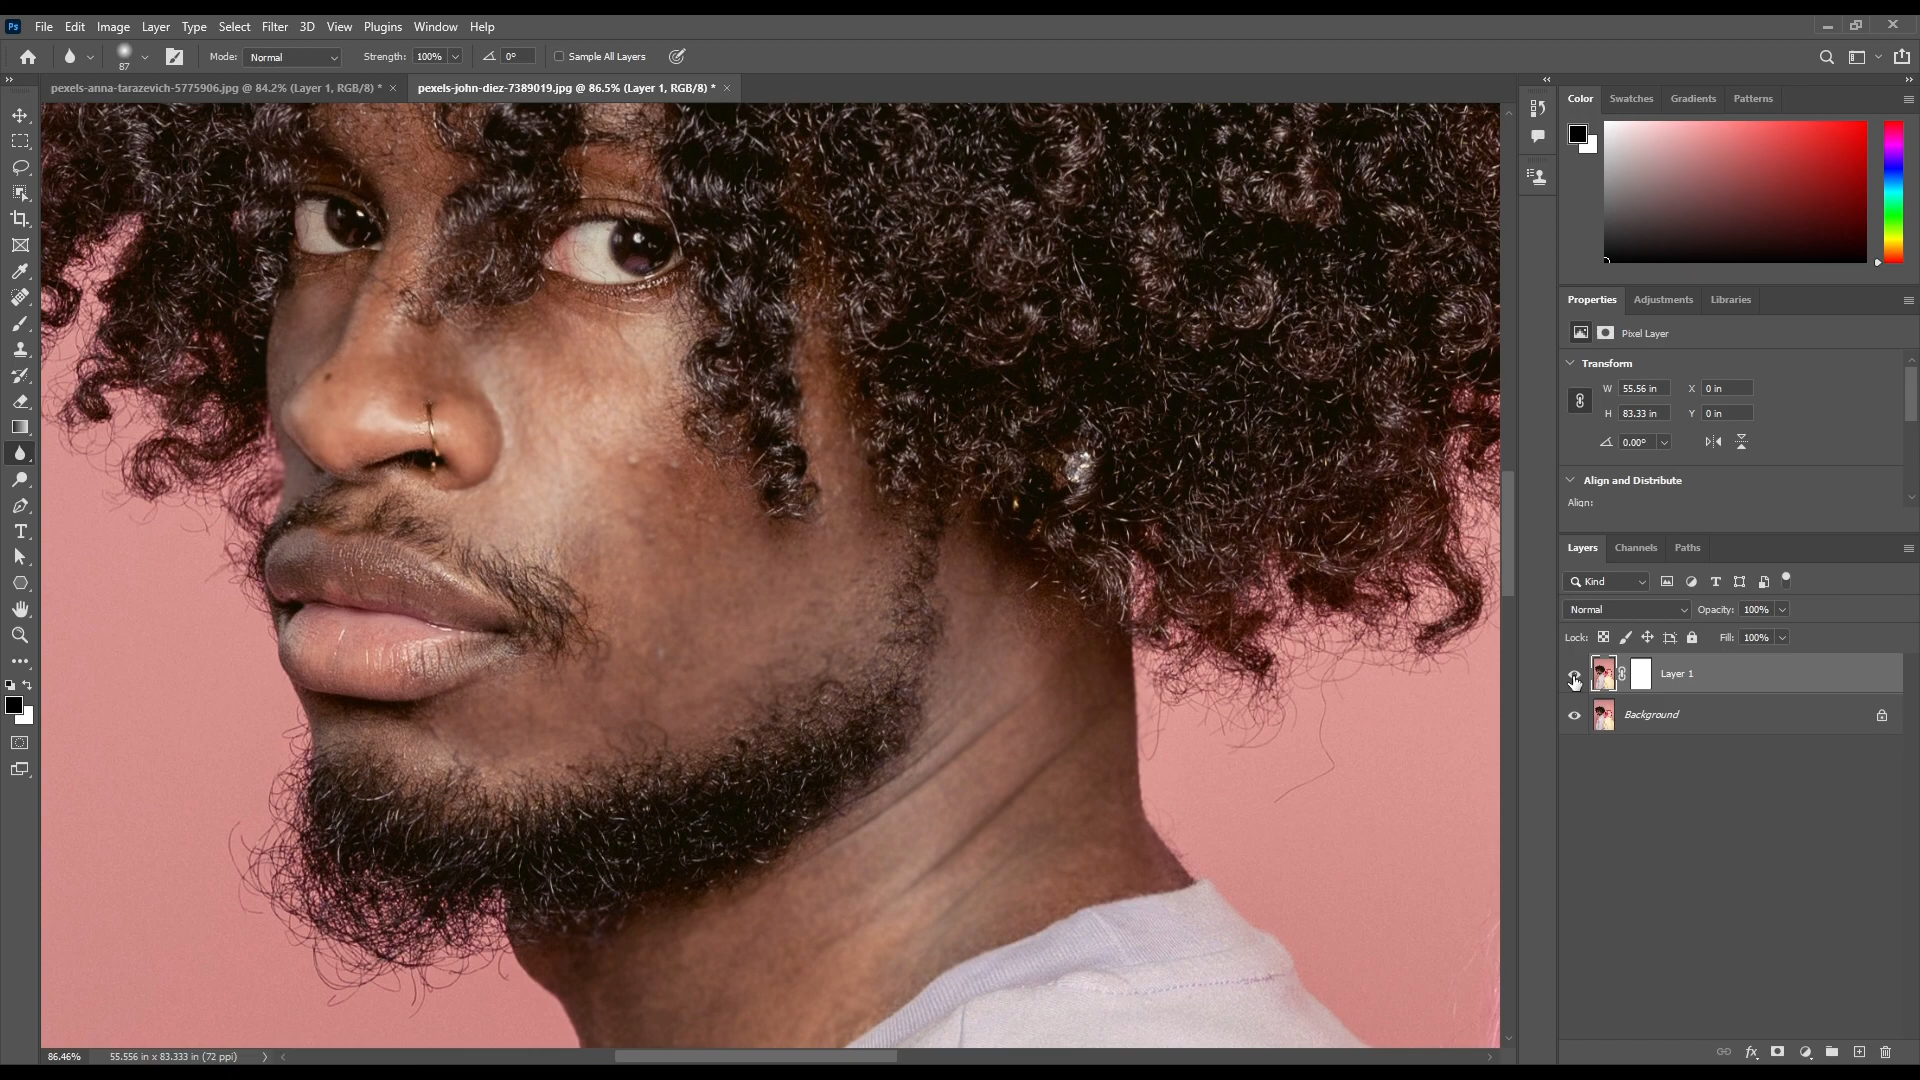 Ps File Edit Image Layer Type Select Filter 3D View Plugins Window Help
87 Mode: Normal Strength: 100% 0° Sample All Layers
pexels-anna-tarazevich-5775906.jpg @ 84.2% (Layer 1, RGB/8) *
pexels-john-diez-7389019.jpg @ 86.5% (Layer 1, RGB/8) *
Color Swatches Gradients Patterns
Properties Adjustments Libraries
Pixel Layer
Transform
W 55.56 in X 0 in
H 83.33 in Y 0 in
0.00°
Align and Distribute
Align:
Layers Channels Paths
Kind
Normal Opacity: 100%
Lock: Fill: 100%
Layer 1
Background
86.46% 55.556 in x 83.333 in (72 ppi)